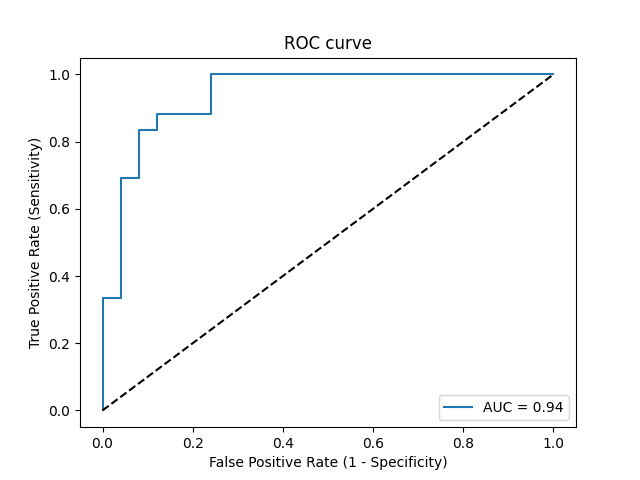 ROC curve
True Positive Rate (Sensitivity)
1.0
0.8
0.6
0.4
0.2
0.0
AUC = 0.94
0.0 0.2 0.4 0.6 0.8 1.0
False Positive Rate (1 - Specificity)